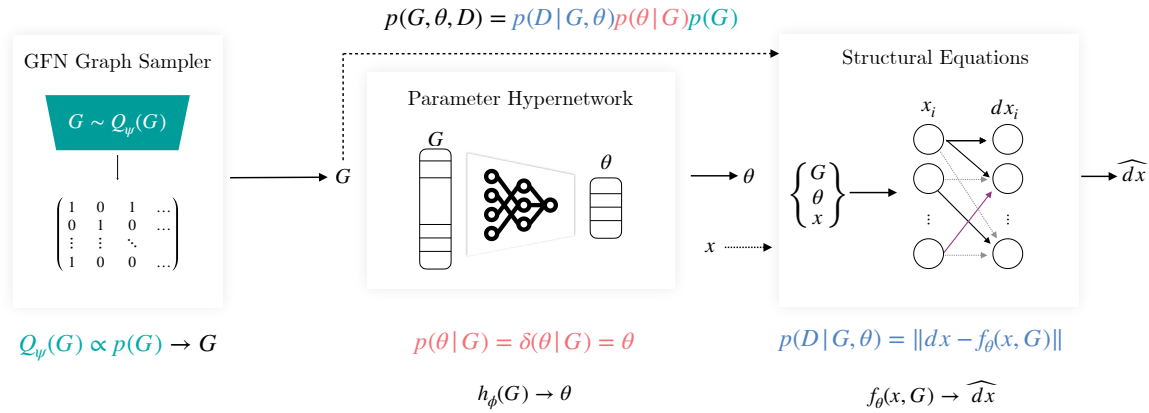 p(G, θ, D) = p(D | G, θ)p(θ | G)p(G)
GFN Graph Sampler
G ∼ Q_ψ(G)
1 0 1 …
0 1 0 …
⋮ ⋮ ⋱
1 0 0 …
G
Parameter Hypernetwork
G
θ
θ
x
Structural Equations
x_i dx_i
G
θ
x
⋮ ⋮
\widehat{dx}
Q_ψ(G) ∝ p(G) → G
p(θ | G) = δ(θ | G) = θ
h_ϕ(G) → θ
p(D | G, θ) = ‖dx − f_θ(x, G)‖
f_θ(x, G) → \widehat{dx}